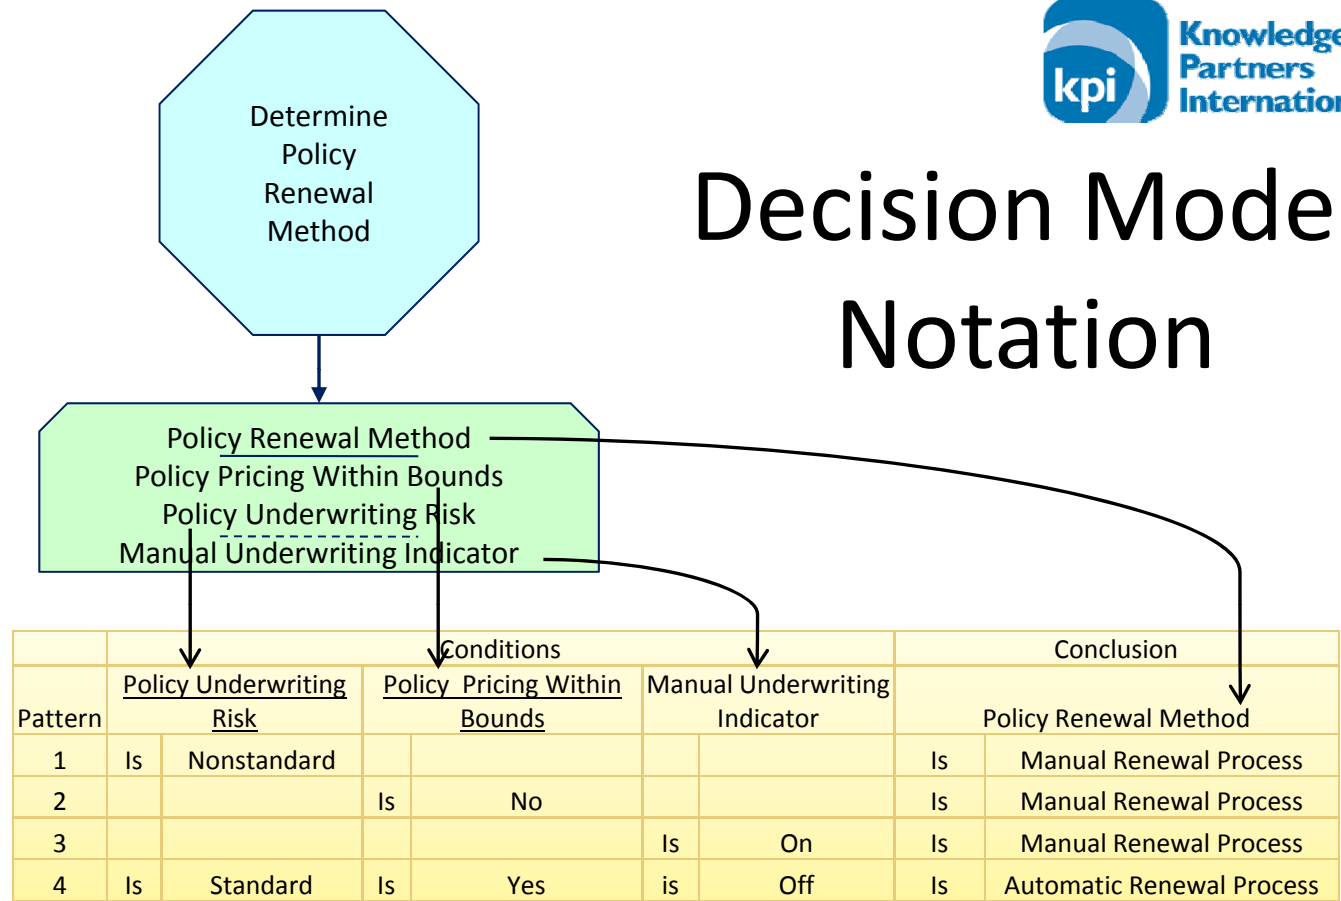 Determine
Policy
Renewal
Method
kpi
Knowledge
Partners
Internation
Decision Mode
Notation
Policy Renewal Method
Policy Pricing Within Bounds
Policy Underwriting Risk
Manual Underwriting Indicator
Conditions Conclusion
Pattern Policy Underwriting Risk Policy Pricing Within Bounds Manual Underwriting Indicator Policy Renewal Method
1 Is Nonstandard Is Manual Renewal Process
2 Is No Is Manual Renewal Process
3 Is On Is Manual Renewal Process
4 Is Standard Is Yes is Off Is Automatic Renewal Process